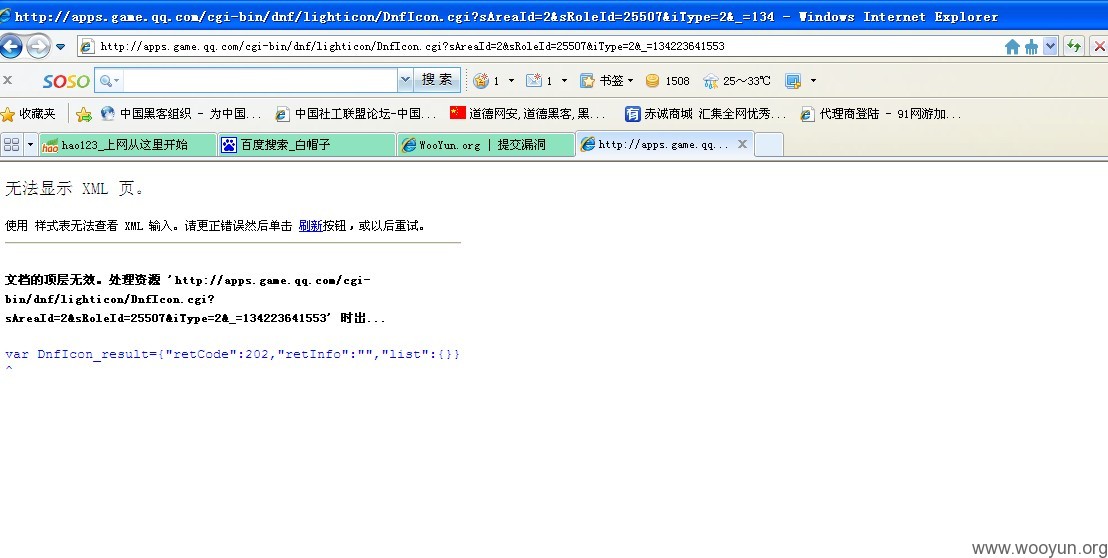 http://apps.game.qq.com/cgi-bin/dnf/lighticon/DnfIcon.cgi?sAreaId=2&sRoleId=25507&iType=2&_=134 - Windows Internet Explorer
http://apps.game.qq.com/cgi-bin/dnf/lighticon/DnfIcon.cgi?sAreaId=2&sRoleId=25507&iType=2&_=134223641553
SOSO 搜 索 1 1 书签 1508 25～33℃
收藏夹 中国黑客组织 - 为中国... 中国社工联盟论坛-中国... 道德网安,道德黑客,黑... 赤诚商城 汇集全网优秀... 代理商登陆 - 91网游加...
hao hao123_上网从这里开始 百度搜索_白帽子 WooYun.org | 提交漏洞 http://apps.game.qq...
无法显示 XML 页。
使用 样式表无法查看 XML 输入。请更正错误然后单击 刷新按钮，或以后重试。
文档的顶层无效。处理资源 'http://apps.game.qq.com/cgi-
bin/dnf/lighticon/DnfIcon.cgi?
sAreaId=2&sRoleId=25507&iType=2&_=134223641553' 时出...
var DnfIcon_result={"retCode":202,"retInfo":"","list":{}}
^
www.wooyun.org